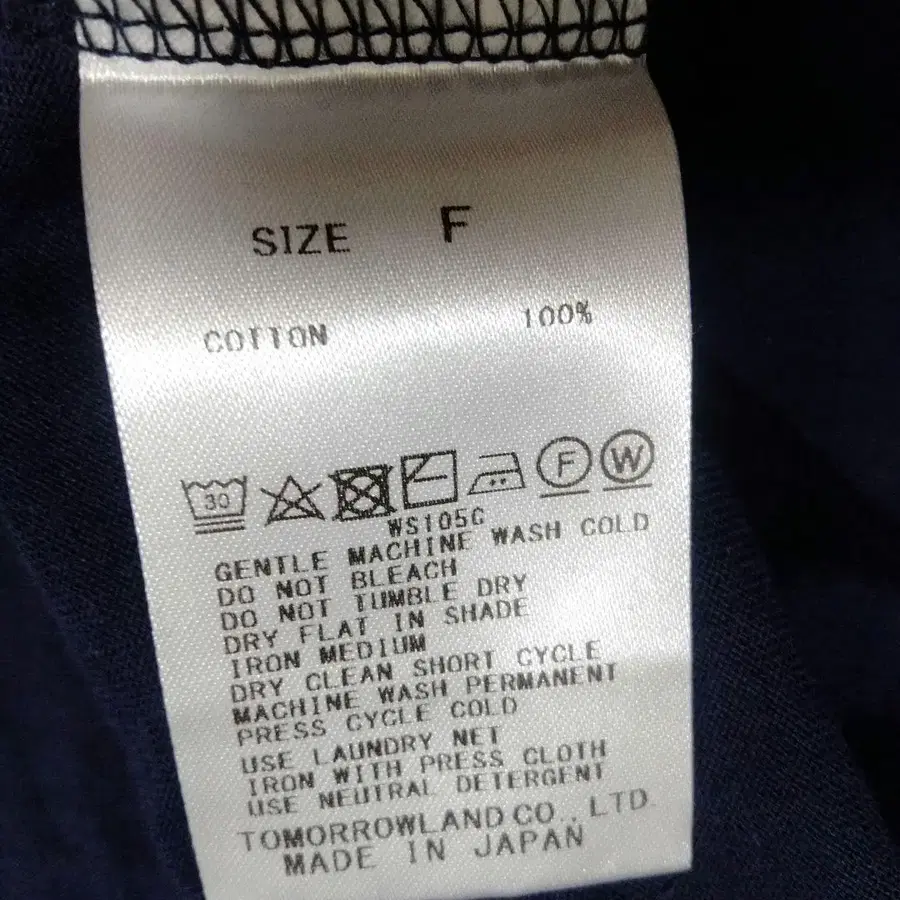 SIZE F
COTTON 100%
30 F W
WS105G
GENTLE MACHINE WASH COLD
DO NOT BLEACH
DO NOT TUMBLE DRY
DRY FLAT IN SHADE
IRON MEDIUM
DRY CLEAN SHORT CYCLE
MACHINE WASH PERMANENT
PRESS CYCLE COLD
USE LAUNDRY NET
IRON WITH PRESS CLOTH
USE NEUTRAL DETERGENT
TOMORROWLAND CO., LTD
MADE IN JAPAN